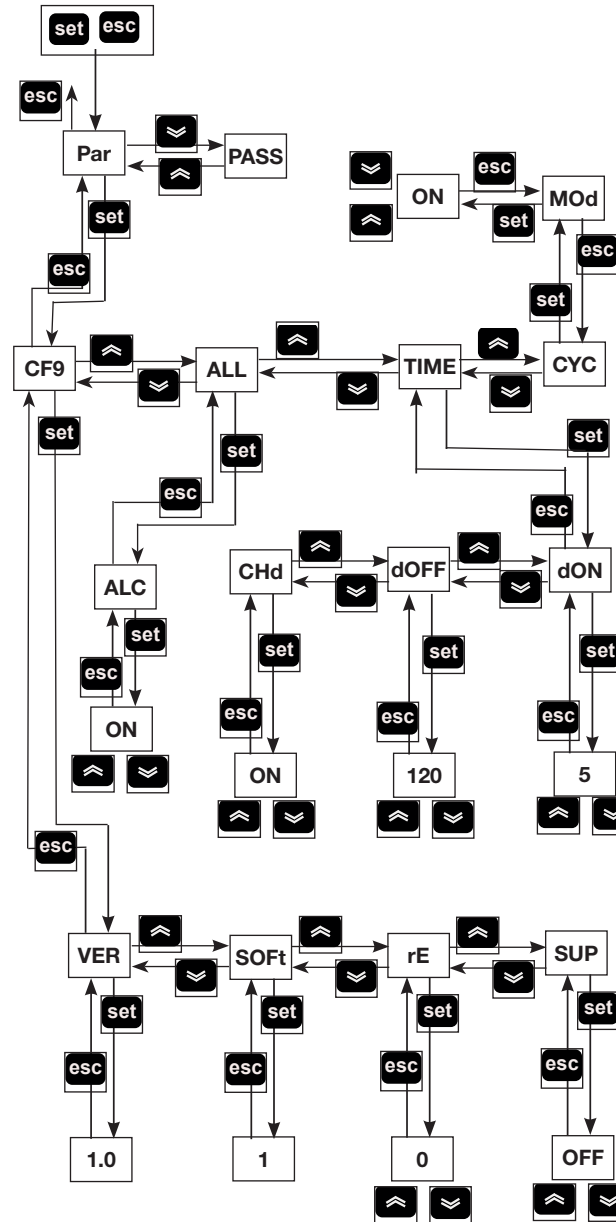 set esc
esc
Par PASS
set
esc
ON esc MOd
set
esc
set
CF9 ALL TIME CYC
set
set
set
esc
esc
ALC CHd dOFF dON
set set set set
esc esc esc esc
ON ON 120 5
esc
VER SOFt rE SUP
set set set set
esc esc esc esc
1.0 1 0 OFF